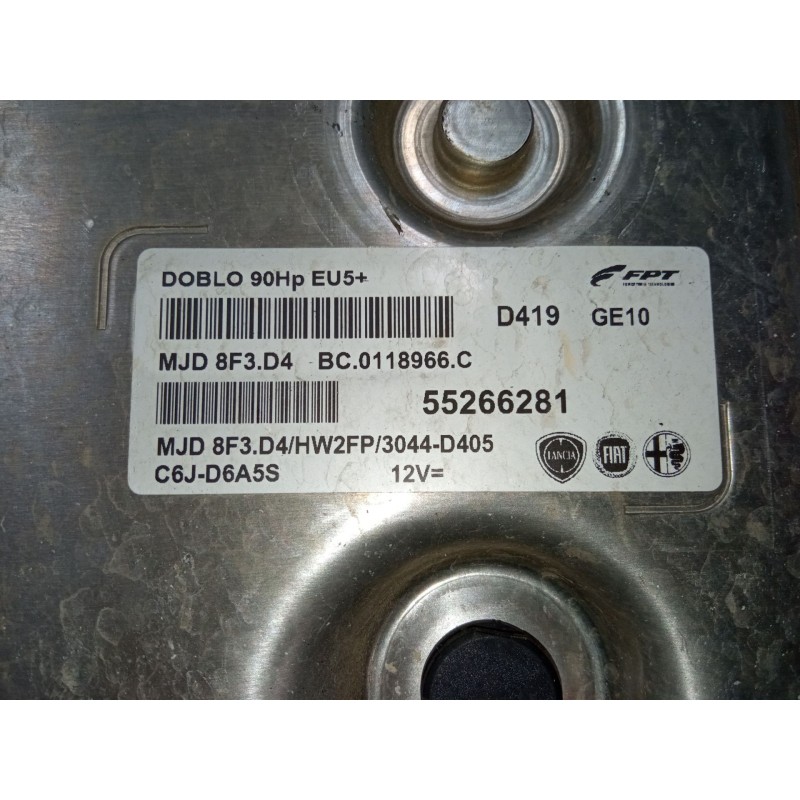 DOBLO 90Hp EU5+
FPT
D419 GE10
MJD 8F3.D4 BC.0118966.C
55266281
MJD 8F3.D4/HW2FP/3044-D405
LANCIA
FIAT
C6J-D6A5S 12V=